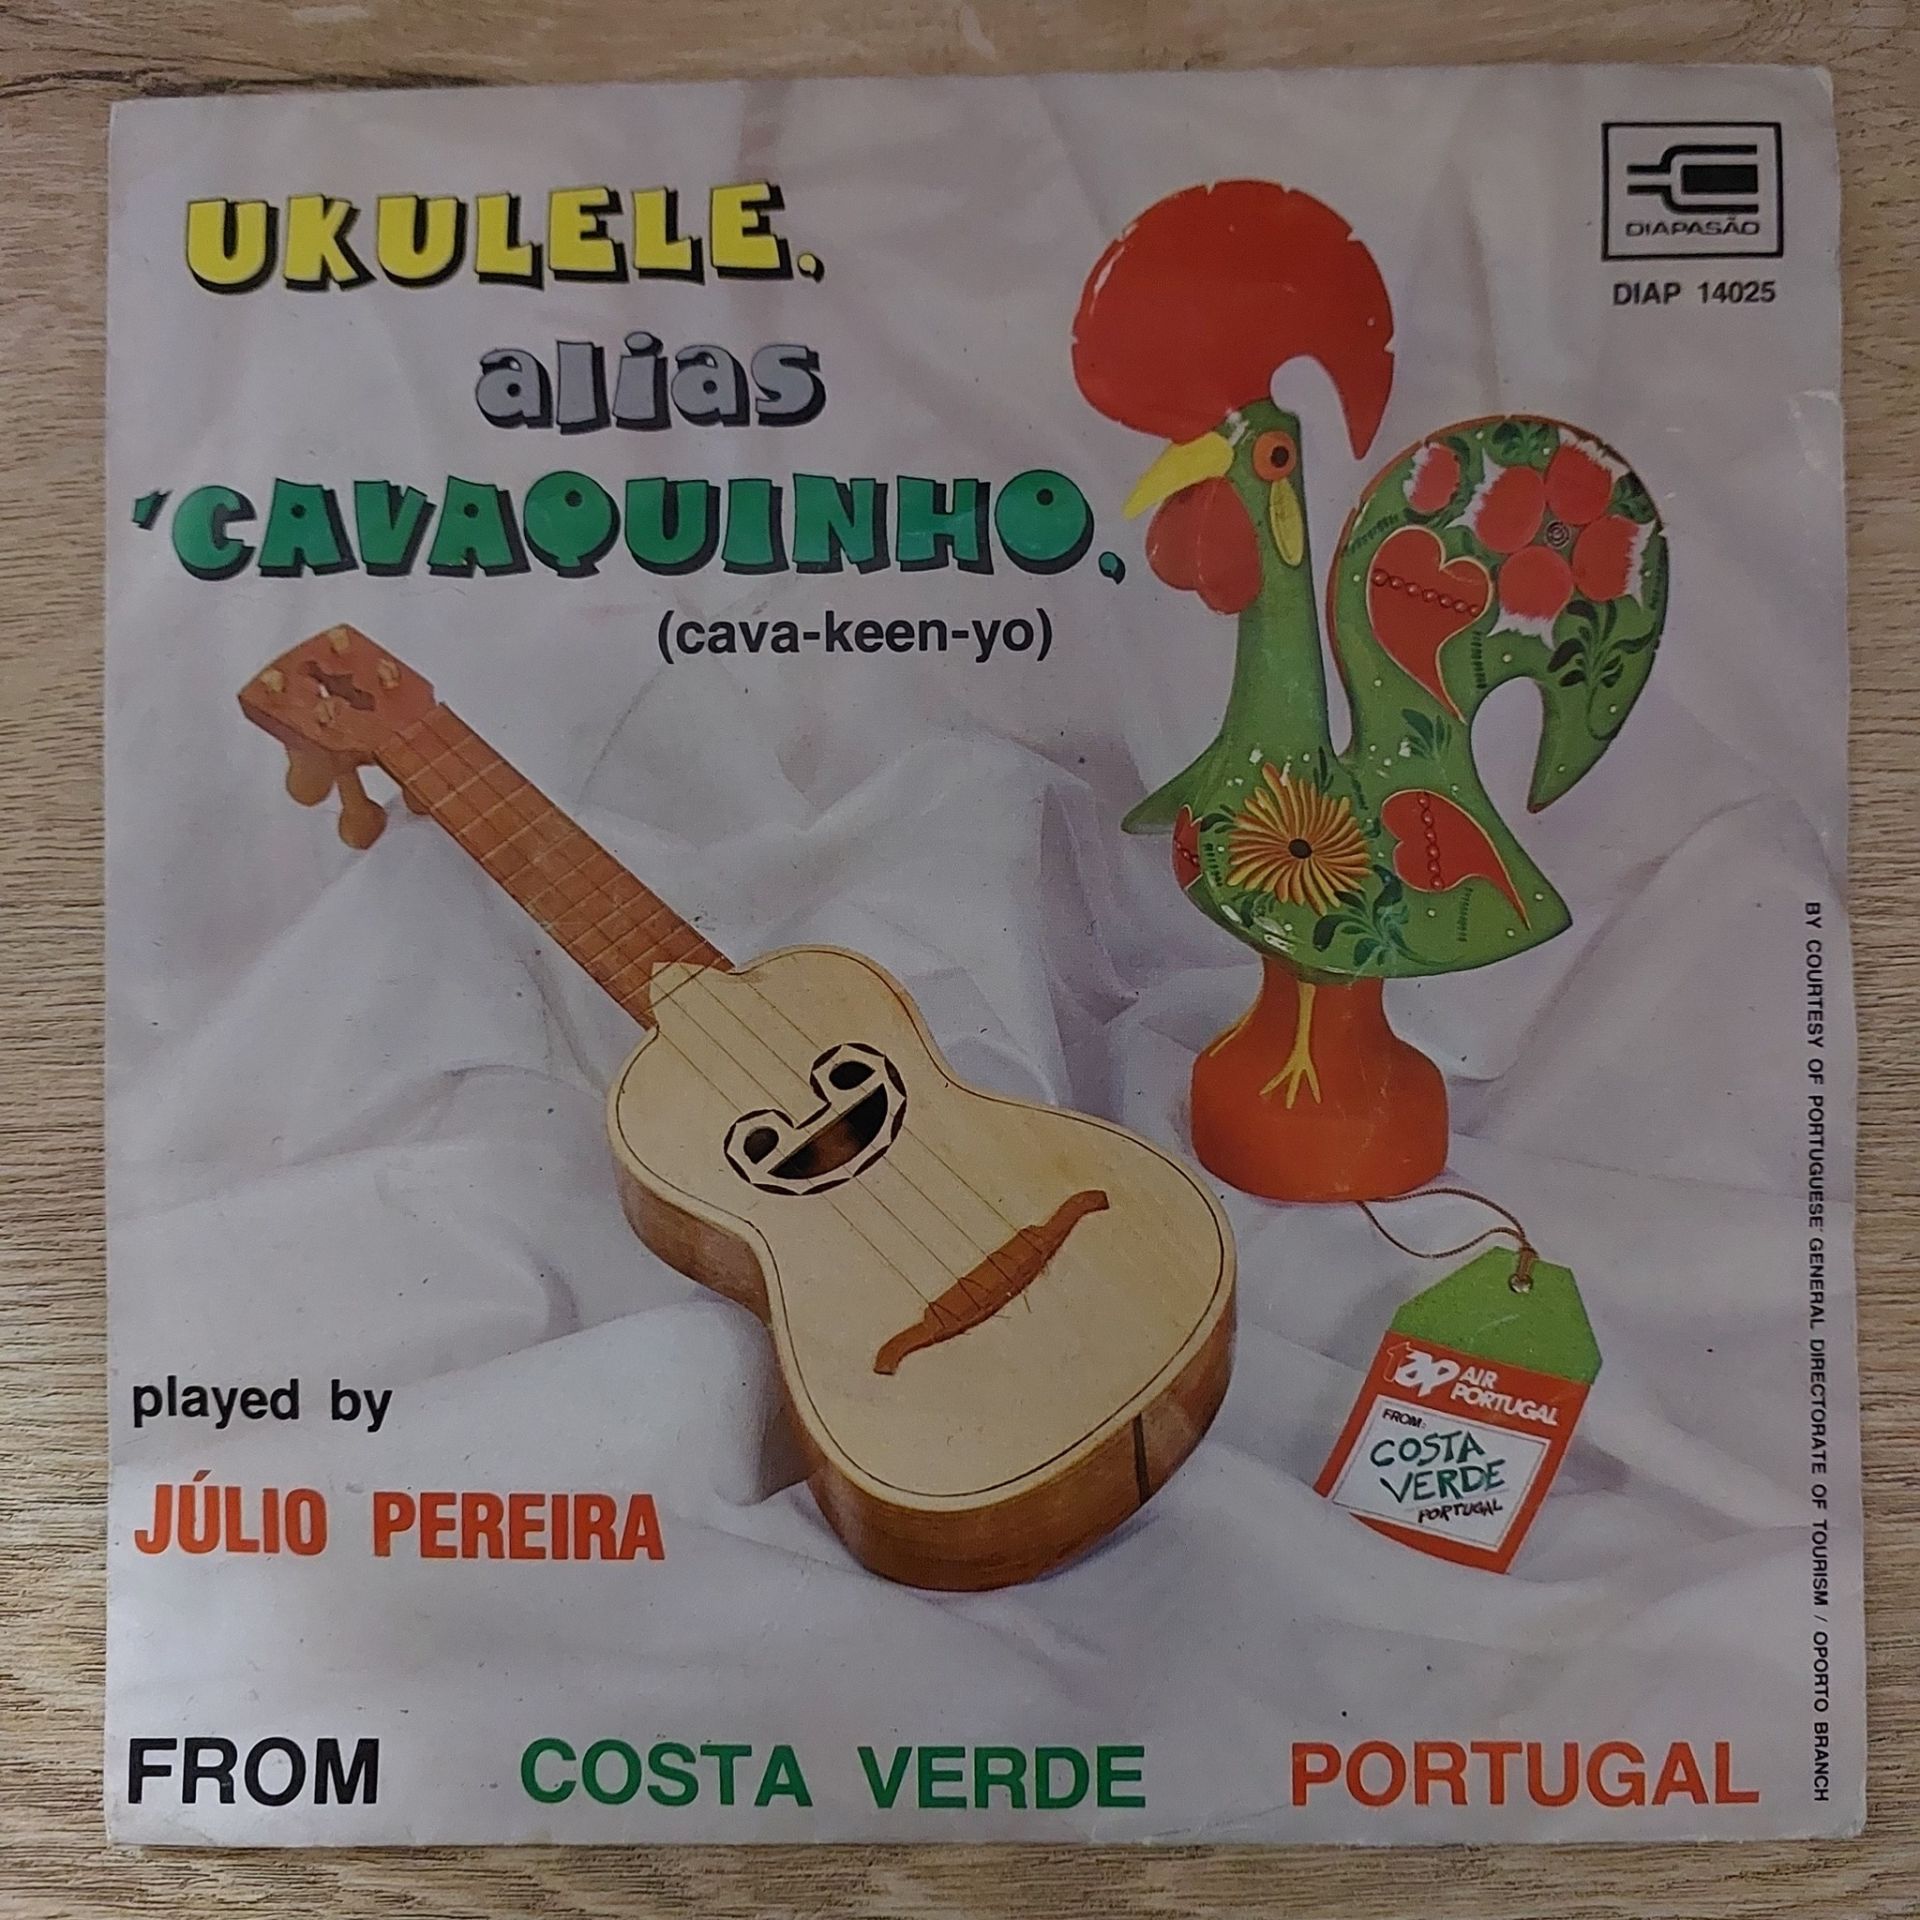 UKULELE,
alias
'CAVAQUINHO,
(cava-keen-yo)
DIAPASÃO
DIAP 14025
played by
JÚLIO PEREIRA
TAP AIR
PORTUGAL
FROM:
COSTA
VERDE
PORTUGAL
FROM COSTA VERDE PORTUGAL
BY COURTESY OF PORTUGUESE GENERAL DIRECTORATE OF TOURISM / OPORTO BRANCH